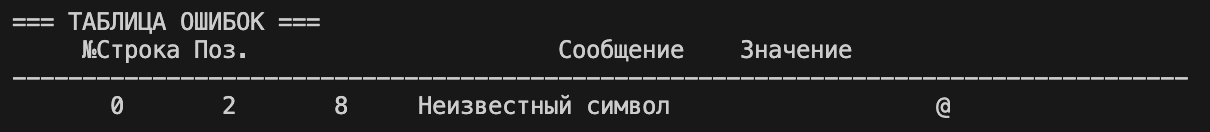 === ТАБЛИЦА ОШИБОК ===
№Строка Поз. Сообщение Значение
------------------------------------------------------------------------------------
0 2 8 Неизвестный символ @